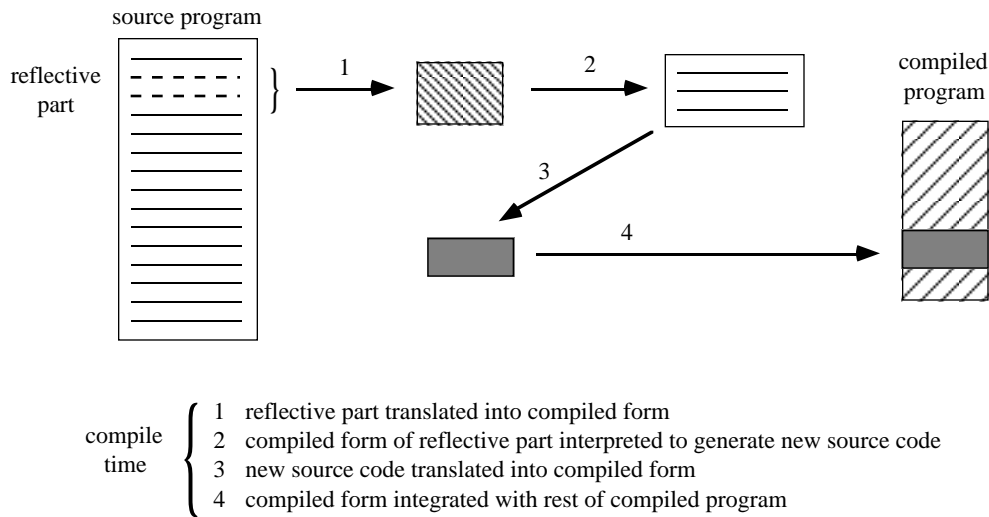 source program
reflective
part
1
2
compiled
program
3
4
compile
time
1 reflective part translated into compiled form
2 compiled form of reflective part interpreted to generate new source code
3 new source code translated into compiled form
4 compiled form integrated with rest of compiled program